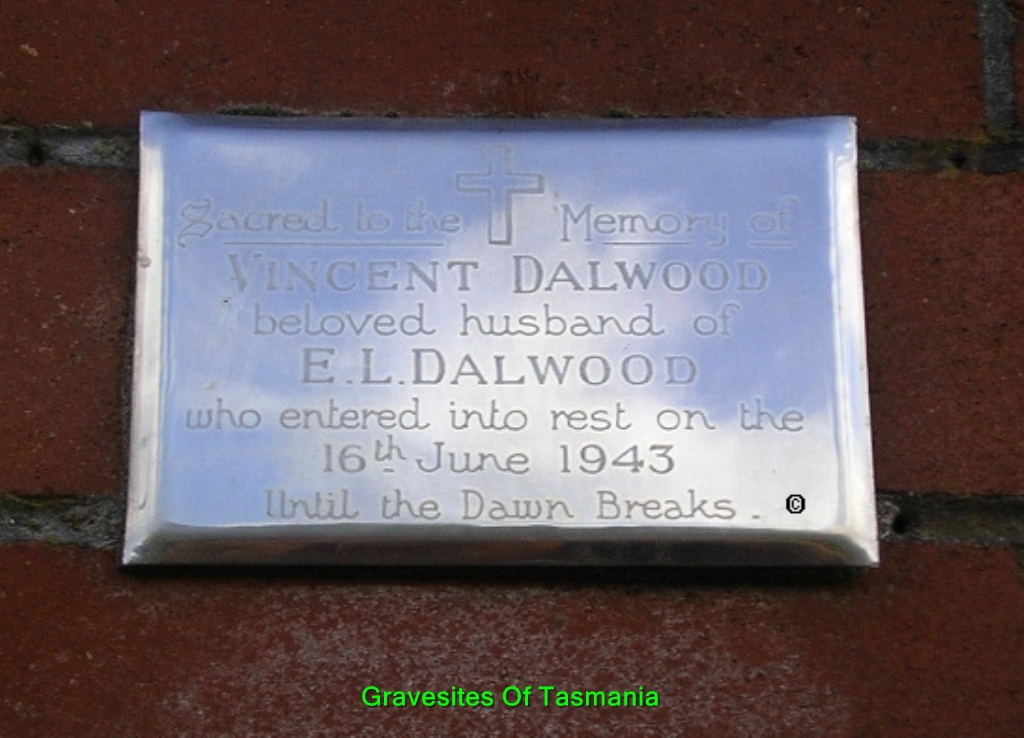 Sacred to the Memory of
VINCENT DALWOOD
beloved husband of
E.L.DALWOOD
who entered into rest on the
16th June 1943
Until the Dawn Breaks.
©
Gravesites Of Tasmania